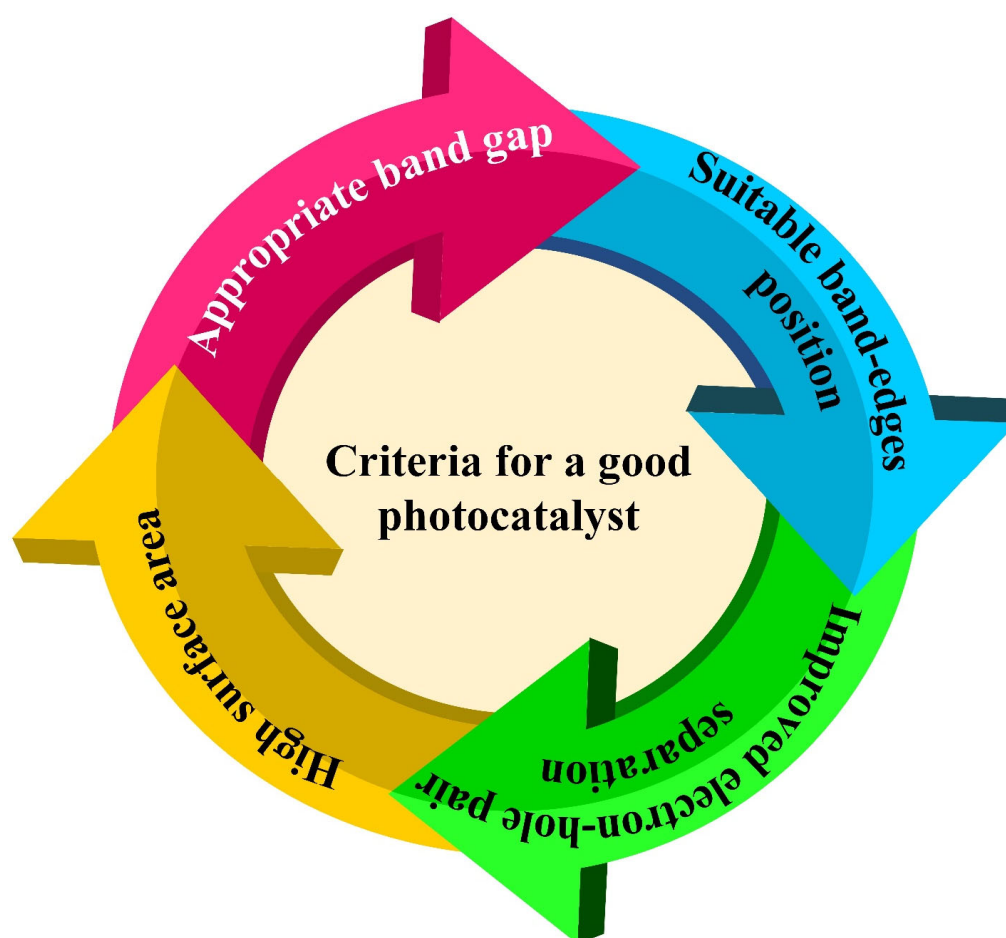 Appropriate band gap
Suitable band-edges
position
Improved electron-hole pair
separation
High surface area
Criteria for a good
photocatalyst